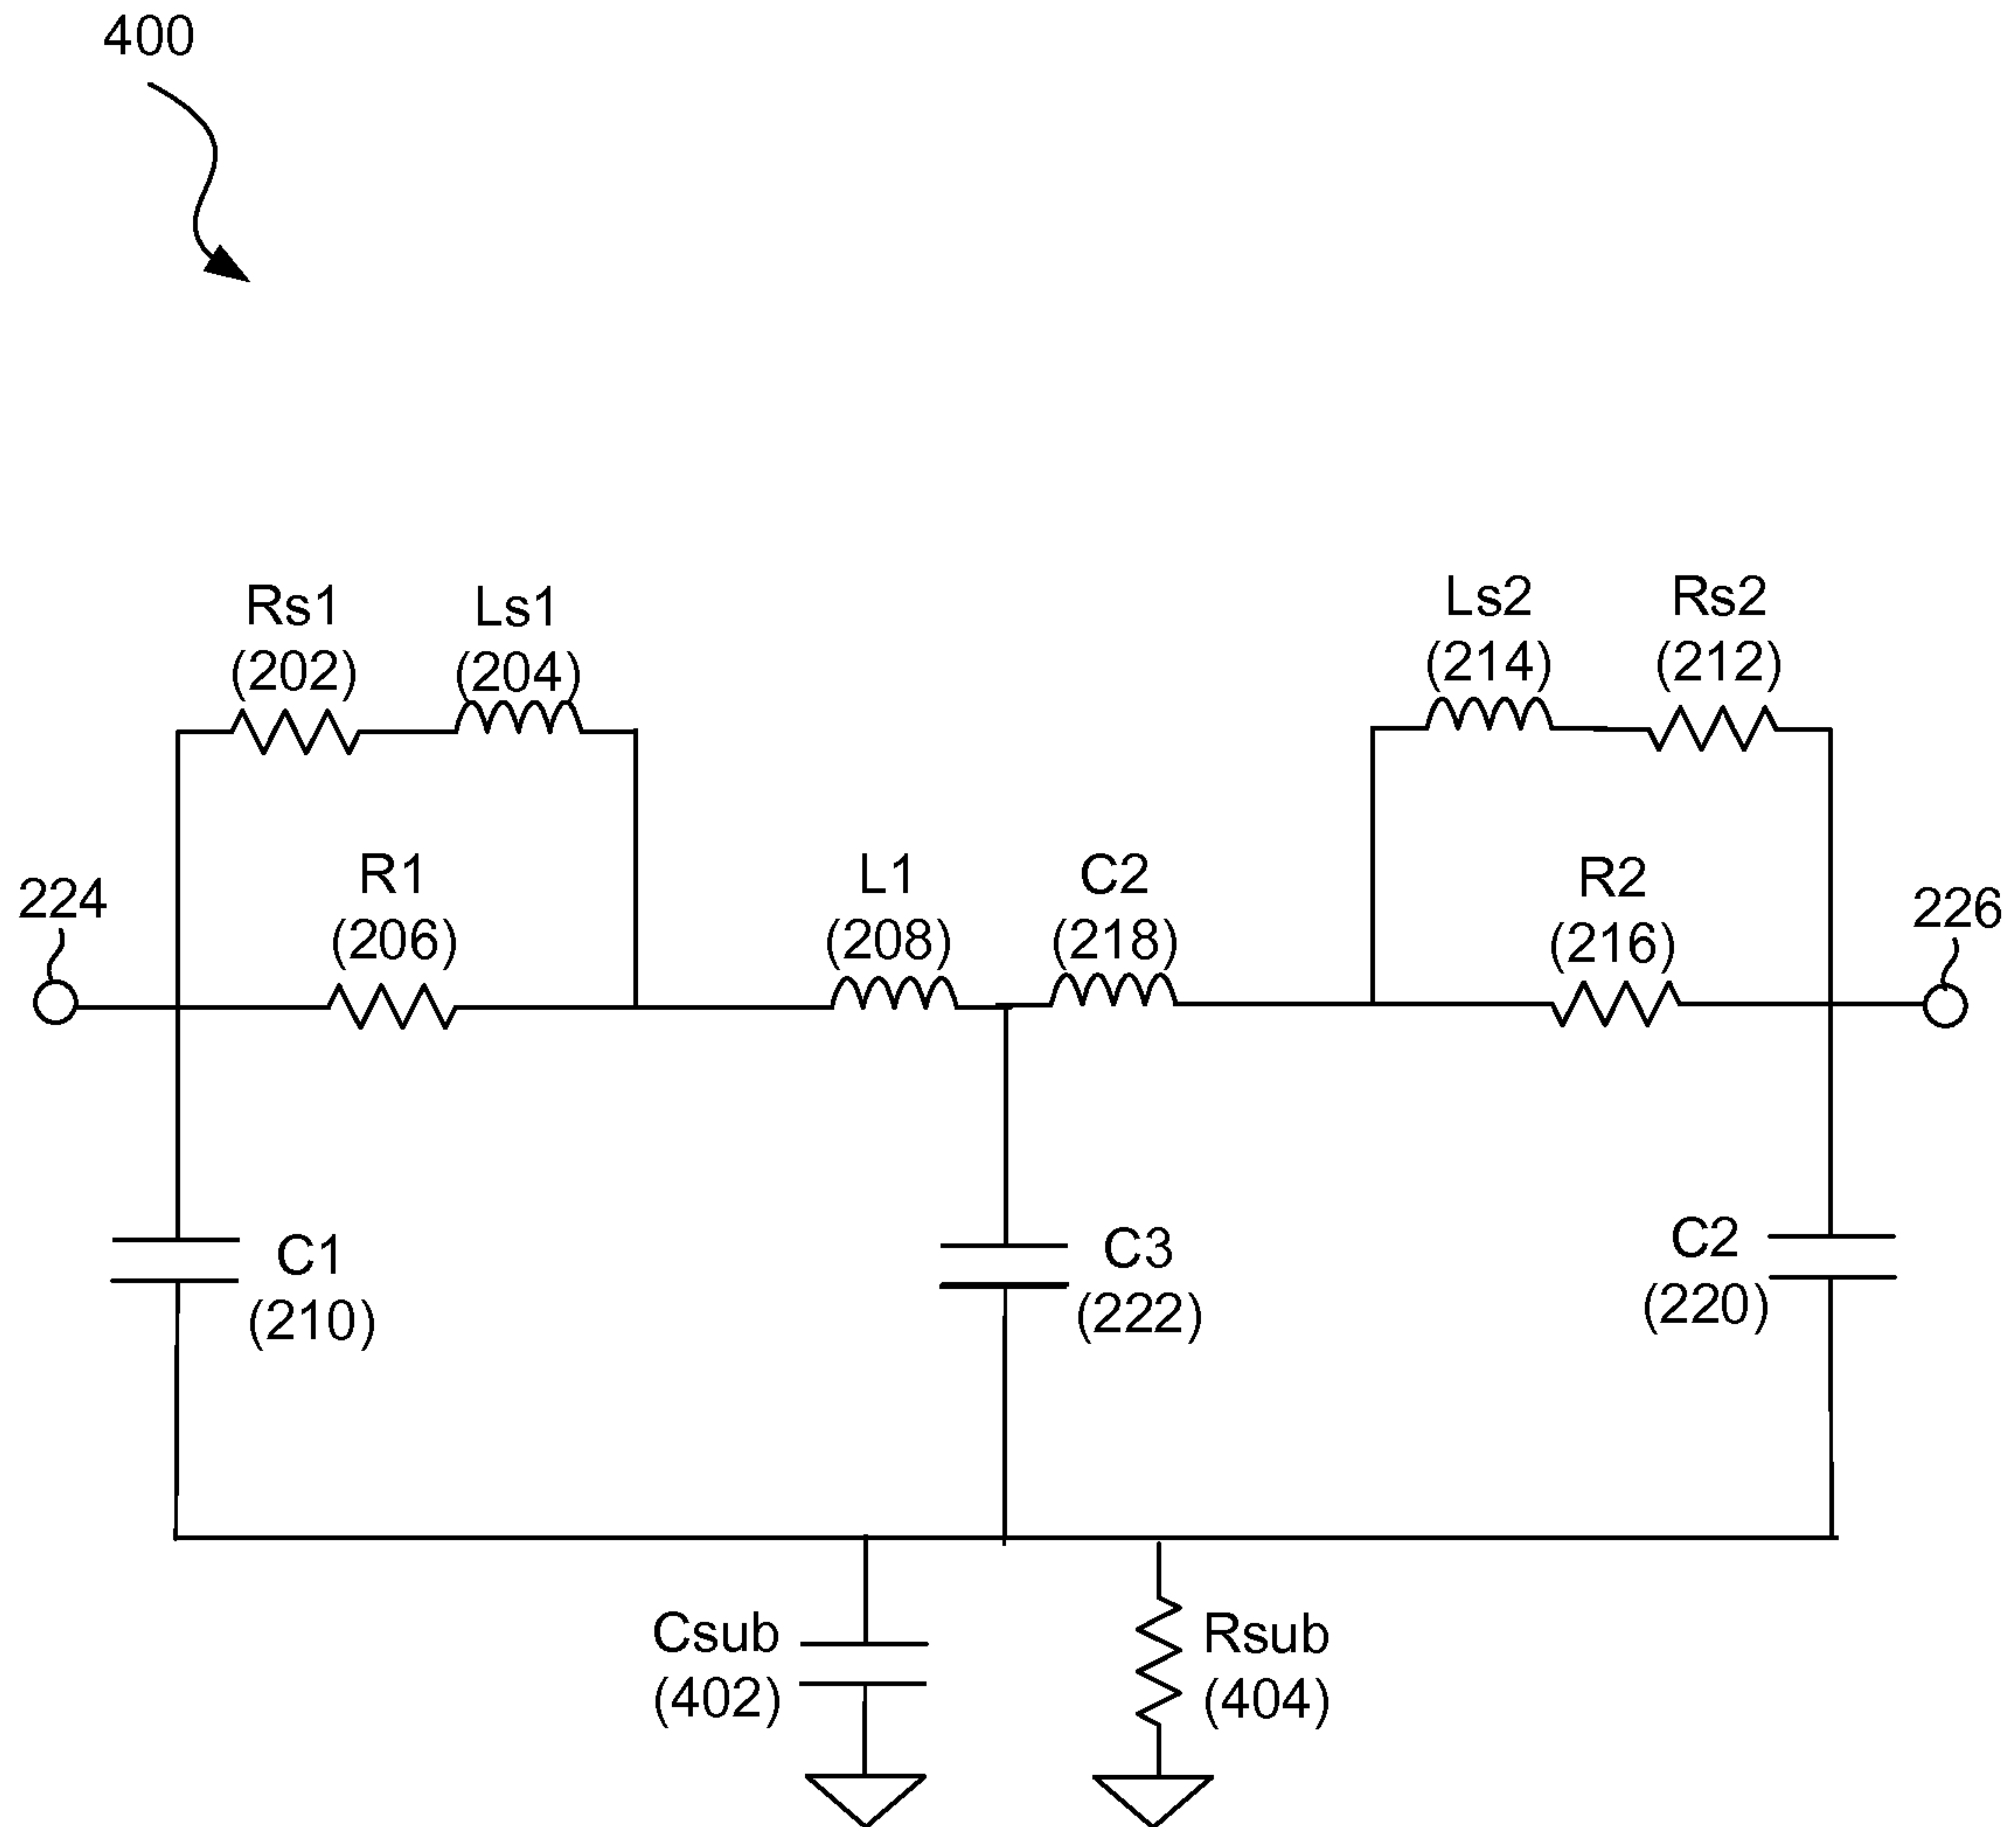 400
Rs1
(202)
Ls1
(204)
Ls2
(214)
Rs2
(212)
224
R1
(206)
L1
(208)
C2
(218)
R2
(216)
226
C1
(210)
C3
(222)
C2
(220)
Csub
(402)
Rsub
(404)